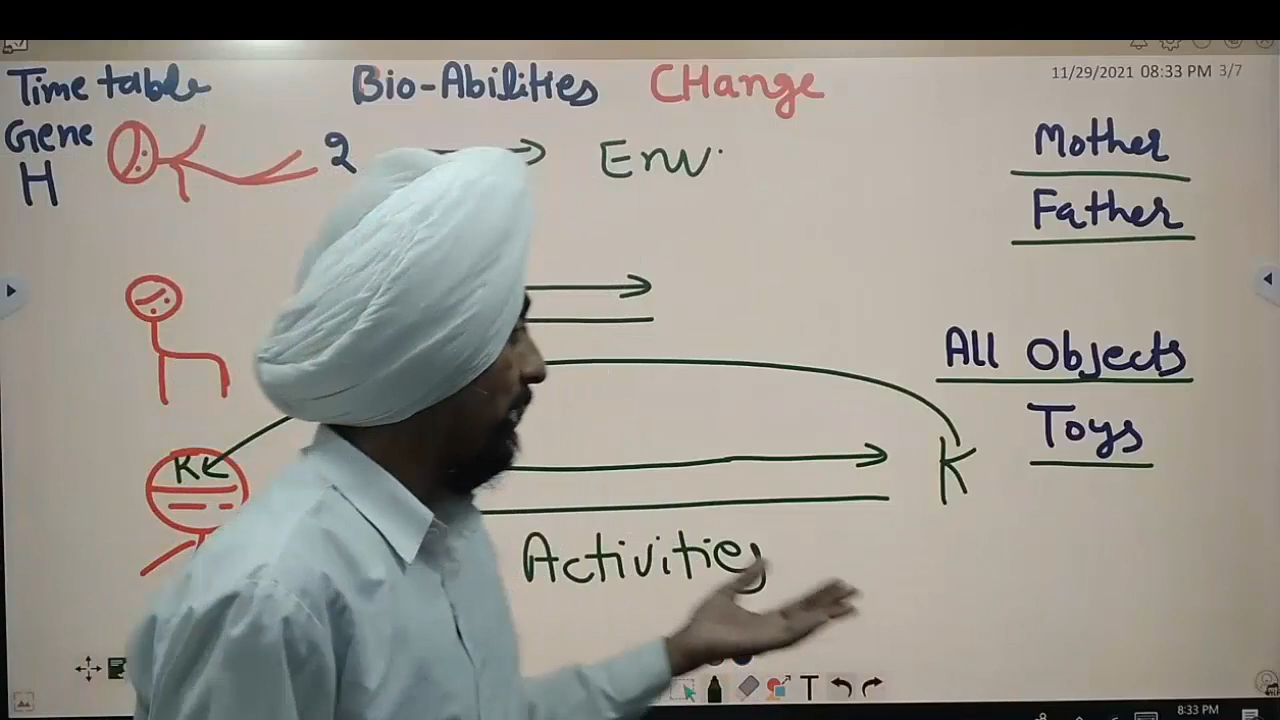 Time table Bio-Abilities CHange
11/29/2021 08:33 PM 3/7
Gene
H
2
Env.
Mother
Father
All Objects
Toys
K
K
Activities
T
8:33 PM